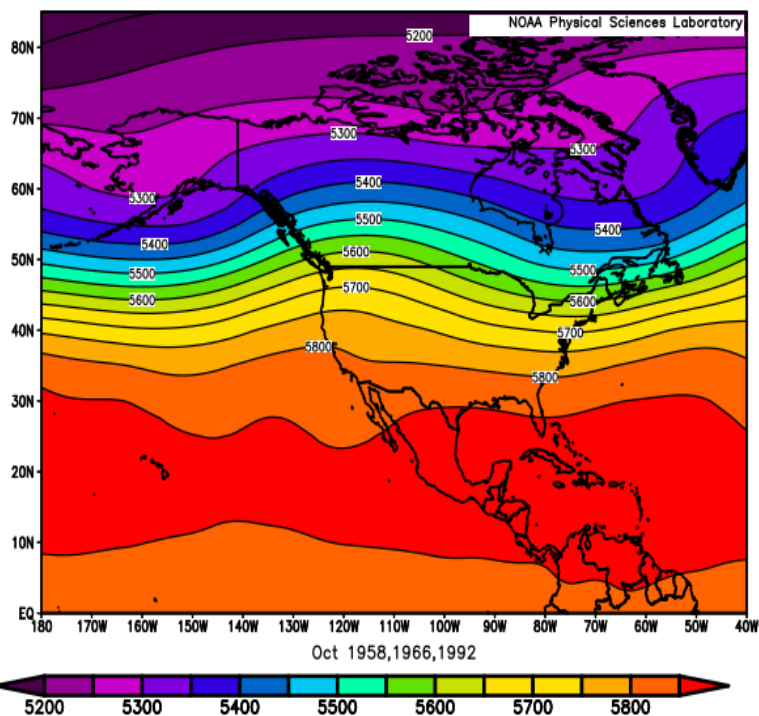 NOAA Physical Sciences Laboratory
80N
5200
70N
5300
5300
60N
5400
5300
5400
5400
5500
50N
5600
5500
5500
5700
5600
5600
40N
5700
5800
5800
30N
20N
10N
EQ
180 170W 160W 150W 140W 130W 120W 110W 100W 90W 80W 70W 60W 50W 40W
Oct 1958,1966,1992
5200 5300 5400 5500 5600 5700 5800